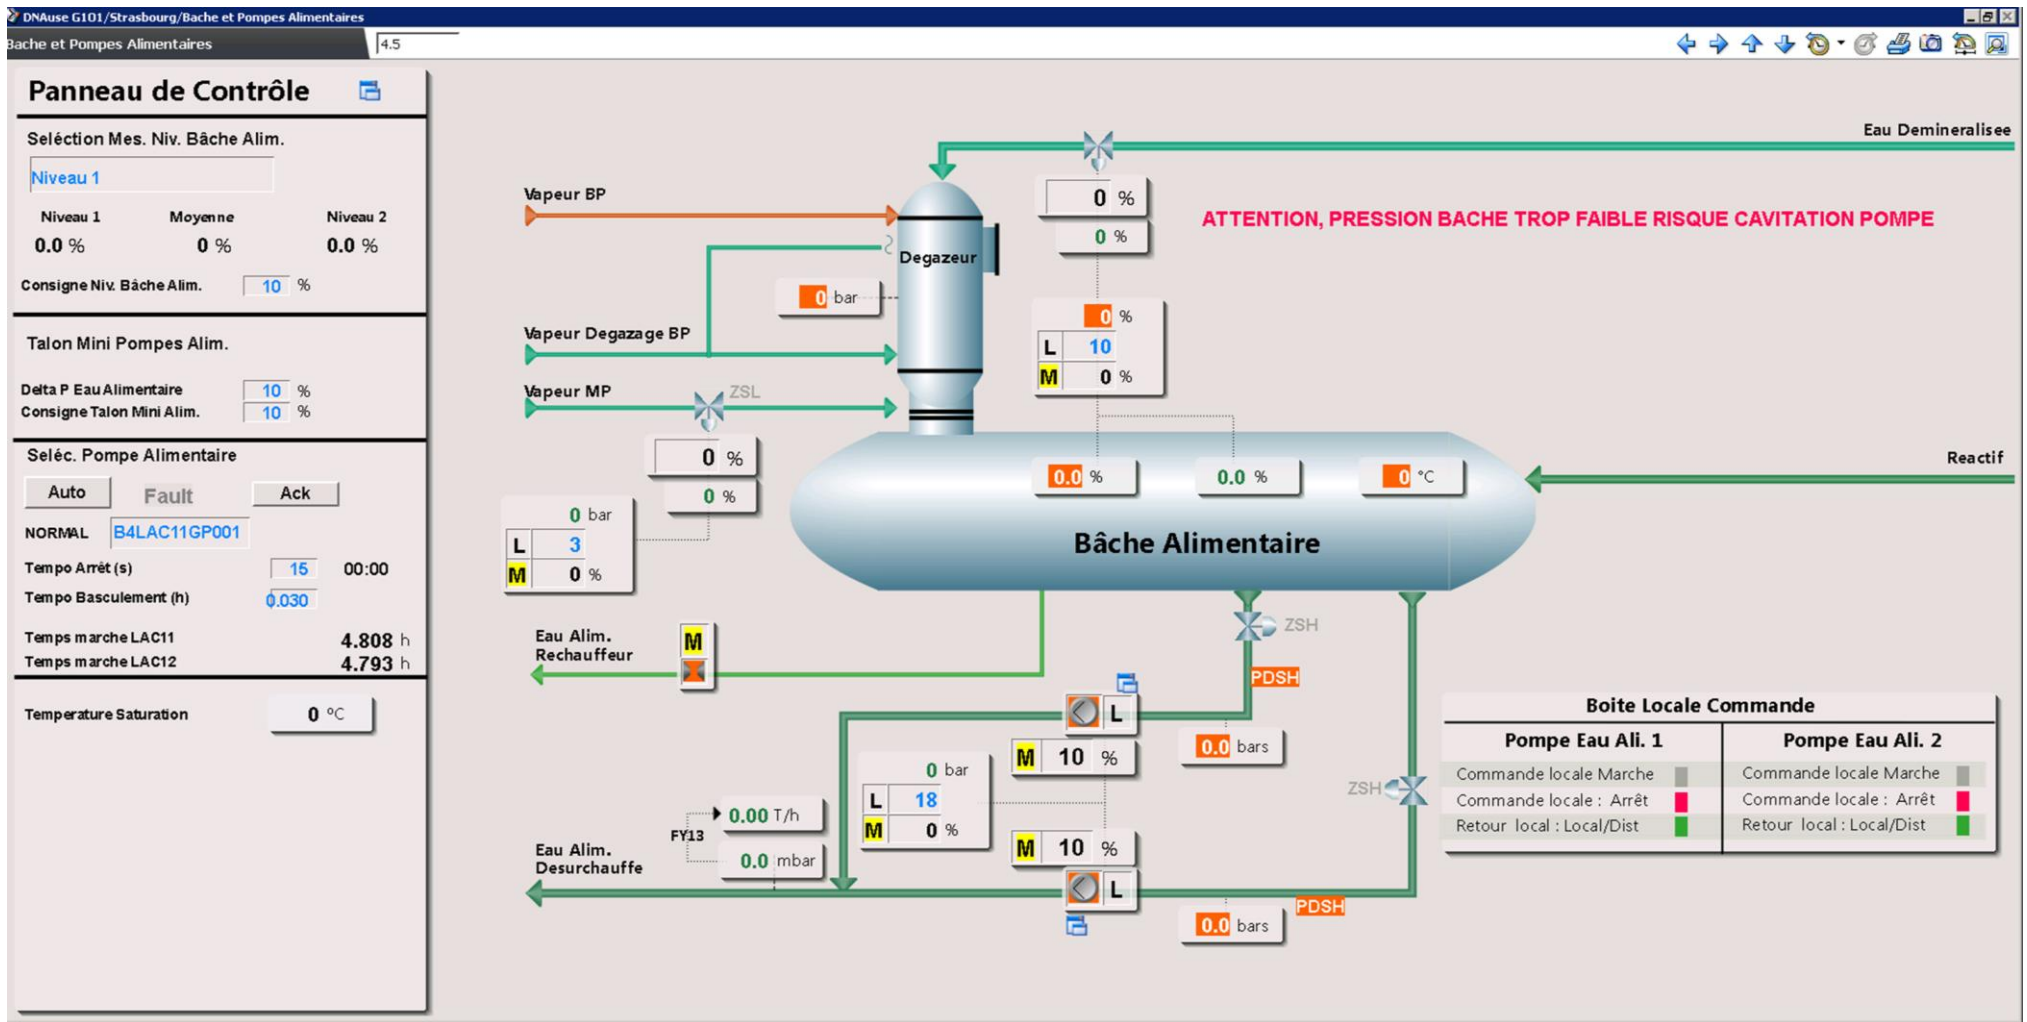 DNAuse G101/Strasbourg/Bache et Pompes Alimentaires
Bache et Pompes Alimentaires
4.5
Panneau de Contrôle
Seléction Mes. Niv. Bâche Alim.
Niveau 1
Niveau 1 Moyenne Niveau 2
0.0 % 0 % 0.0 %
Consigne Niv. Bâche Alim. 10 %
Talon Mini Pompes Alim.
Delta P Eau Alimentaire 10 %
Consigne Talon Mini Alim. 10 %
Seléc. Pompe Alimentaire
Auto Fault Ack
NORMAL B4LAC11GP001
Tempo Arrèt (s) 15 00:00
Tempo Basculement (h) 0.030
Temps marche LAC11 4.808 h
Temps marche LAC12 4.793 h
Temperature Saturation 0 °C
Eau Demineralisee
Vapeur BP
0 %
0 %
ATTENTION, PRESSION BACHE TROP FAIBLE RISQUE CAVITATION POMPE
Degazeur
0 bar
Vapeur Degazage BP
0 %
L 10
M 0 %
Vapeur MP
ZSL
0 %
0 %
0 bar
L 3
M 0 %
0.0 %
0.0 %
0 °C
Reactif
Bâche Alimentaire
Eau Alim.
Rechauffeur
M
ZSH
PDSH
L
M 10 %
0.0 bars
0 bar
L 18
M 0 %
ZSH
0.00 T/h
FY13
0.0 mbar
M 10 %
Eau Alim.
Desurchauffe
L
PDSH
0.0 bars
Boite Locale Commande
Pompe Eau Ali. 1 Pompe Eau Ali. 2
Commande locale Marche Commande locale Marche
Commande locale : Arrêt Commande locale : Arrêt
Retour local : Local/Dist Retour local : Local/Dist